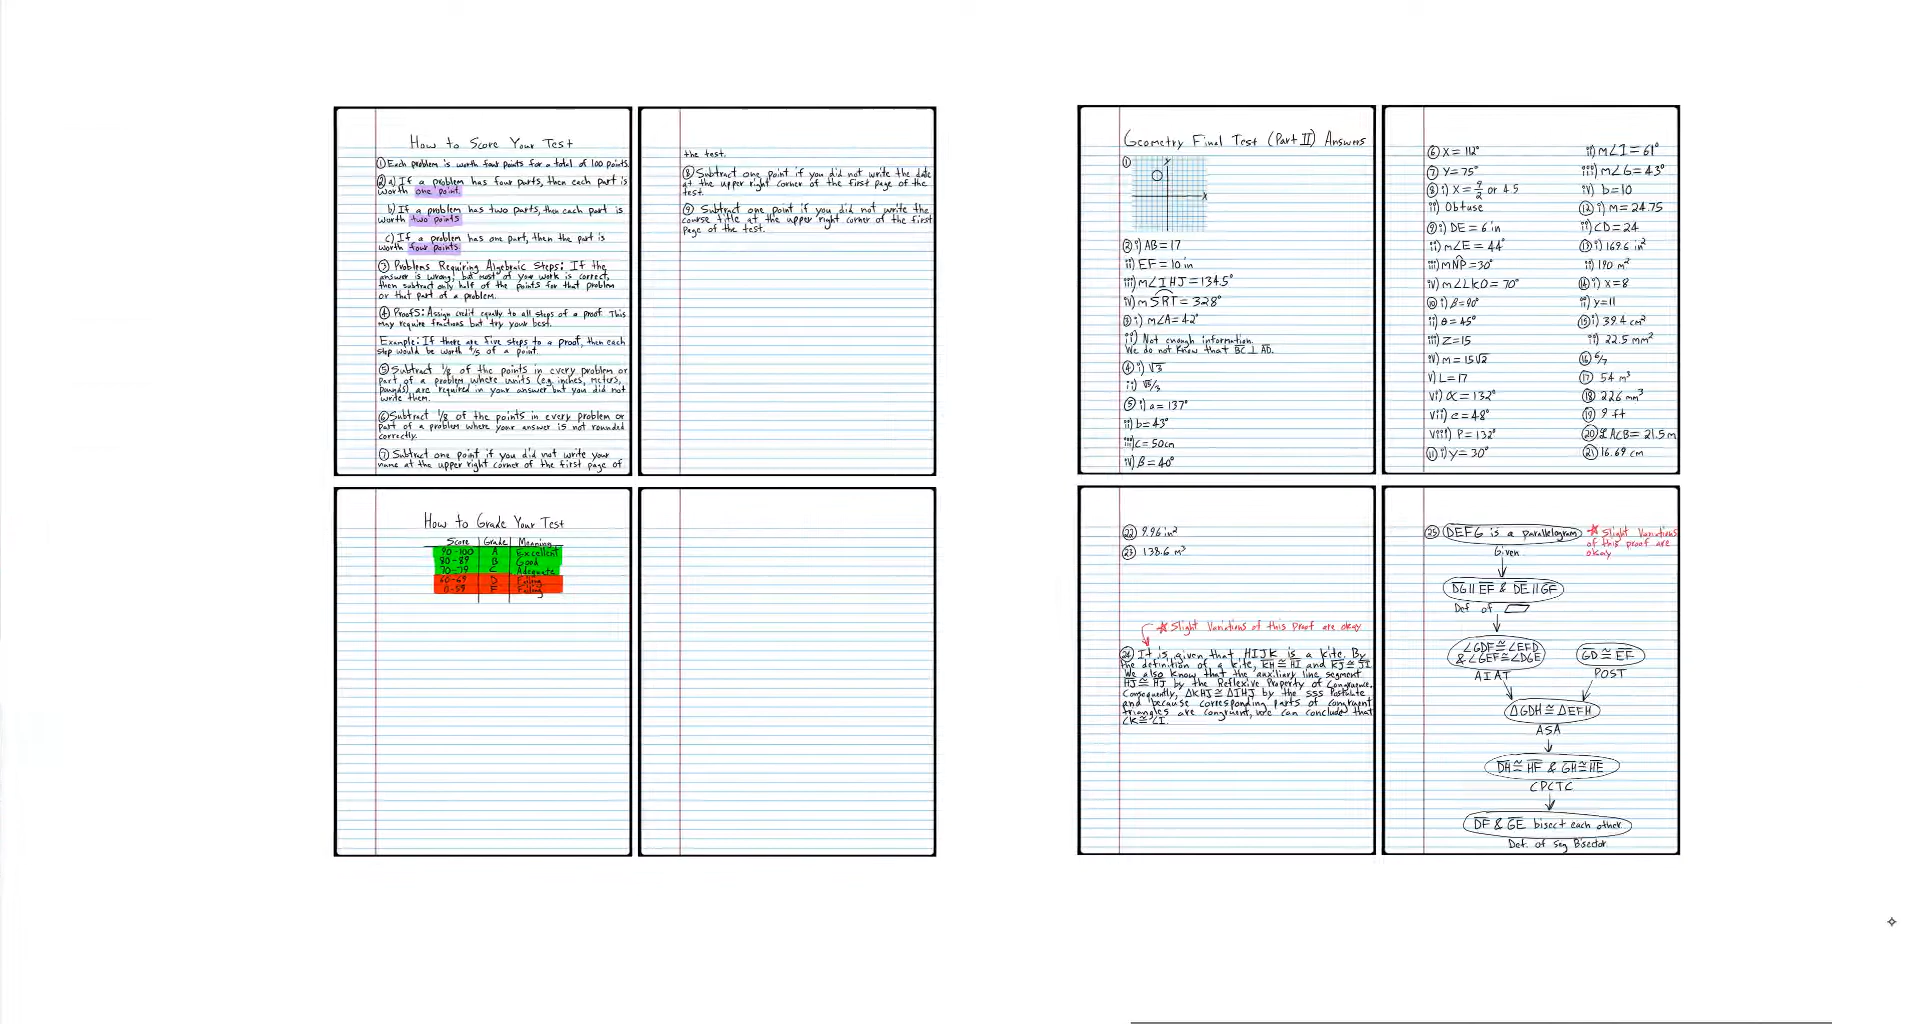 How to Score Your Test
① Each problem is worth four points for a total of 100 points.
② a) If a problem has four parts, then each part is
worth one point.
b) If a problem has two parts, then each part is
worth two points
c) If a problem has one part, then the part is
worth four points.
③ Problems Requiring Algebraic Steps: If the
answer is wrong, but most of your work is correct,
then subtract only half of the points for that problem
or that part of a problem.
④ Proofs: Assign credit equally to all steps of a proof. This
may require fractions but try your best.
Example: If there are five steps to a proof, then each
step would be worth 4/5 of a point.
⑤ Subtract 1/8 of the points in every problem or
part of a problem where units (e.g. inches, meters,
pounds) are required in your answer but you did not
write them.
⑥ Subtract 1/8 of the points in every problem or
part of a problem where your answer is not rounded
correctly.
⑦ Subtract one point if you did not write your
name at the upper right corner of the first page of
the test.
⑧ Subtract one point if you did not write the date
at the upper right corner of the first page of the
test.
⑨ Subtract one point if you did not write the
course title at the upper right corner of the first
page of the test.
How to Grade Your Test
Score Grade Meaning
90-100 A Excellent
80-89 B Good
70-79 C Adequate
60-69 D Failing
0-59 F Failing
Geometry Final Test (Part II) Answers
①
Y
X
② i) AB = 17
ii) EF = 10 in
iii) m∠IHJ = 134.5°
iv) mSRT = 328°
③ i) m∠A = 42°
ii) Not enough information.
We do not know that BC ⊥ AD.
④ i) √3
ii) √3/3
⑤ i) a = 137°
ii) b = 43°
iii) c = 50cm
iv) β = 40°
⑥ X = 112°
⑦ Y = 75°
⑧ i) X = 9/2 or 4.5
ii) Obtuse
⑨ i) DE = 6 in
ii) m∠E = 44°
iii) mNP = 30°
iv) m∠LKO = 70°
⑩ i) β = 90°
ii) θ = 45°
iii) Z = 15
iv) m = 15√2
v) L = 17
vi) α = 132°
vii) e = 48°
viii) P = 132°
⑪ i) y = 30°
ii) m∠I = 61°
iii) m∠G = 43°
iv) b = 10
⑫ i) m = 24.75
ii) CD = 24
⑬ i) 169.6 in²
ii) 190 m²
⑭ i) x = 8
ii) y = 11
⑮ i) 39.4 cm²
ii) 22.5 mm²
⑯ 6/7
⑰ 54 m³
⑱ 226 mm³
⑲ 9 ft
⑳ ACB = 21.5 m
㉑ 16.69 cm
㉒ 9.96 in²
㉓ 138.6 m³
☆ Slight Variations of this proof are okay
㉔ It is given that HIJK is a kite. By
the definition of a kite, KH ≅ HI and KJ ≅ JI.
We also know that the auxiliary line segment
HJ ≅ HJ by the Reflexive Property of Congruence.
Consequently, ΔKHJ ≅ ΔIHJ by the SSS Postulate
and because corresponding parts of congruent
triangles are congruent, we can conclude that
∠K ≅ ∠I.
㉕ DEFG is a parallelogram
☆ Slight Variations
of this proof are
okay
Given
DG || EF & DE || GF
Def of ▱
∠GDF ≅ ∠EFD
& ∠GEF ≅ ∠DGE
GD ≅ EF
AIAT
POST
ΔGDH ≅ ΔEFH
ASA
DH ≅ HF & GH ≅ HE
CPCTC
DF & GE bisect each other
Def. of Seg Bisector